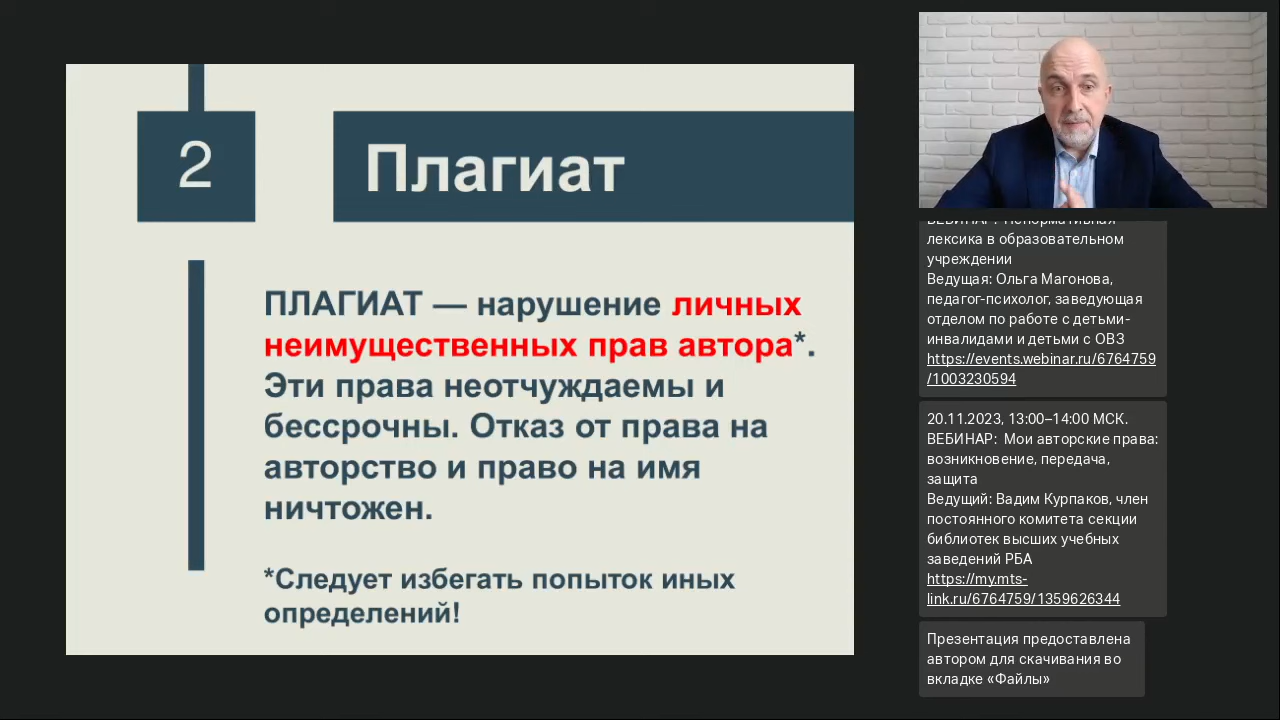 2
Плагиат
ПЛАГИАТ — нарушение личных
неимущественных прав автора*.
Эти права неотчуждаемы и
бессрочны. Отказ от права на
авторство и право на имя
ничтожен.
*Следует избегать попыток иных
определений!
ВЕБИНАР: Ненормативная
лексика в образовательном
учреждении
Ведущая: Ольга Магонова,
педагог-психолог, заведующая
отделом по работе с детьми-
инвалидами и детьми с ОВЗ
https://events.webinar.ru/6764759
/1003230594
20.11.2023, 13:00–14:00 МСК.
ВЕБИНАР: Мои авторские права:
возникновение, передача,
защита
Ведущий: Вадим Курпаков, член
постоянного комитета секции
библиотек высших учебных
заведений РБА
https://my.mts-
link.ru/6764759/1359626344
Презентация предоставлена
автором для скачивания во
вкладке «Файлы»